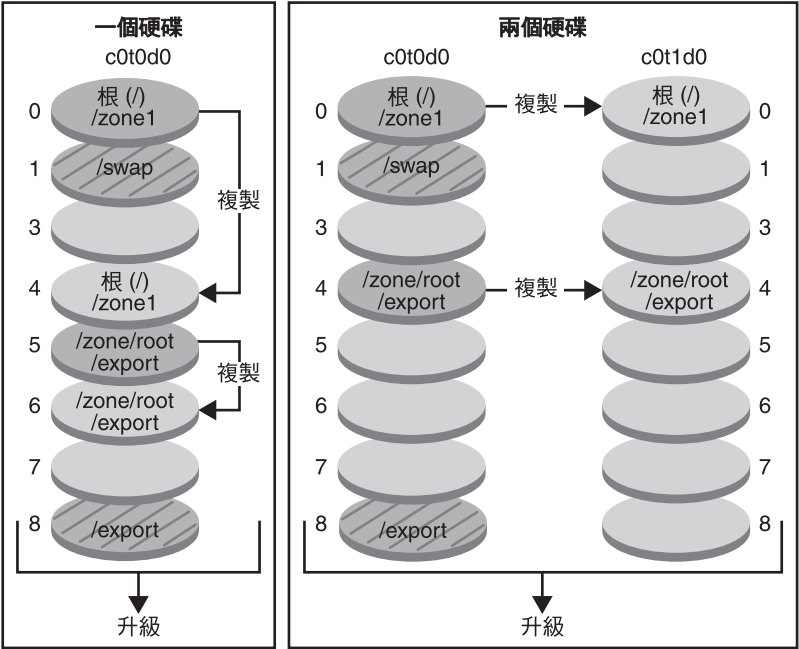 一個硬碟
c0t0d0
0
根 (/)
/zone1
1
/swap
複製
3
4
根 (/)
/zone1
5
/zone/root
/export
複製
6
/zone/root
/export
7
8
/export
升級
兩個硬碟
c0t0d0
c0t1d0
0
根 (/)
/zone1
複製
根 (/)
/zone1
0
1
/swap
1
3
3
4
/zone/root
/export
複製
/zone/root
/export
4
5
5
6
6
7
7
8
/export
8
升級